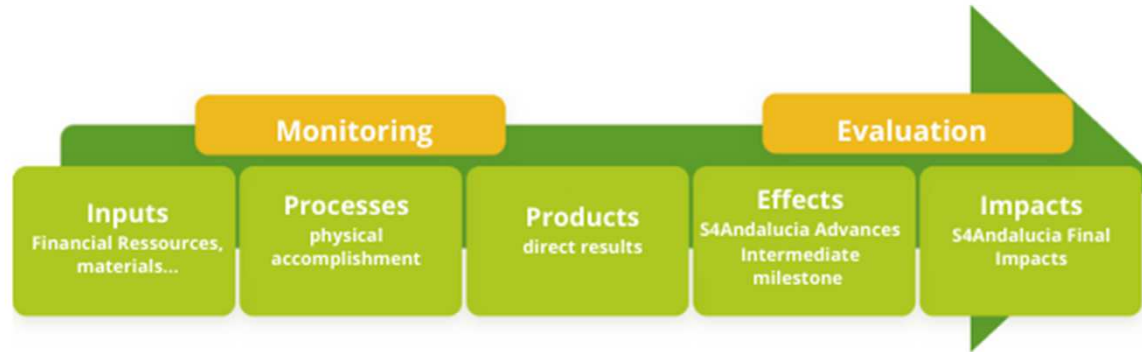 Monitoring
Evaluation
Inputs
Financial Ressources,
materials...
Processes
physical
accomplishment
Products
direct results
Effects
S4Andalucia Advances
Intermediate
milestone
Impacts
S4Andalucia Final
Impacts